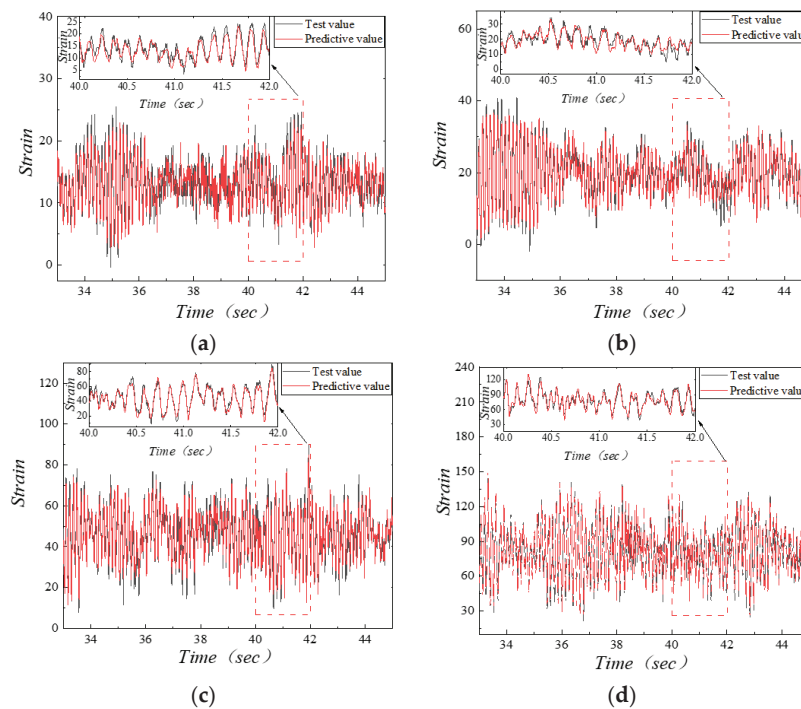 25
20
15
10
5
Strain
40.0 40.5 41.0 41.5 42.0
Time (sec)
Test value
Predictive value
40
30
20
10
0
Strain
34 36 38 40 42 44
Time (sec)
(a)
30
20
10
0
Strain
40.0 40.5 41.0 41.5 42.0
Time (sec)
Test value
Predictive value
60
40
20
0
Strain
34 36 38 40 42 44
Time (sec)
(b)
80
60
40
20
Strain
40.0 40.5 41.0 41.5 42.0
Time (sec)
Test value
Predictive value
120
100
80
60
40
20
0
Strain
34 36 38 40 42 44
Time (sec)
(c)
120
90
60
30
Strain
40.0 40.5 41.0 41.5 42.0
Time (sec)
Test value
Predictive value
240
210
180
150
120
90
60
30
Strain
34 36 38 40 42 44
Time (sec)
(d)